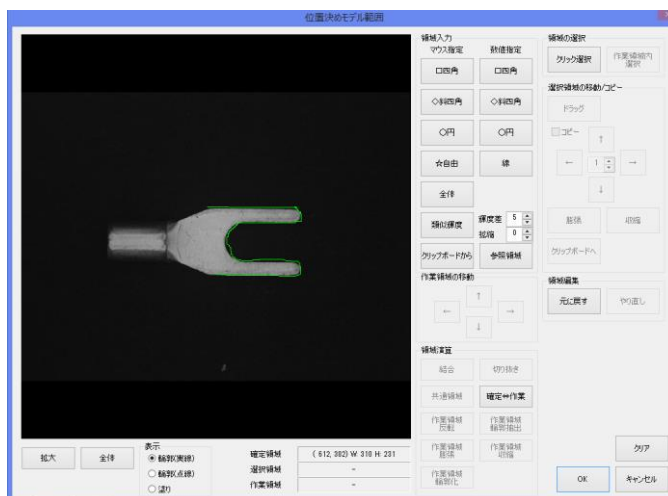 位置決めモデル範囲
領域入力
マウス指定
数値指定
□四角
□四角
◇斜四角
◇斜四角
○円
○円
☆自由
線
全体
類似輝度
輝度差 5
拡縮 0
クリップボードから
参照領域
作業領域の移動
↑
←
→
↓
領域演算
結合
切り抜き
共通領域
確定⇔作業
作業領域
反転
作業領域
輪郭抽出
作業領域
膨張
作業領域
収縮
作業領域
輪郭化
領域の選択
クリック選択
作業領域内
選択
選択領域の移動/コピー
ドラッグ
コピー
↑
←
1
→
↓
膨張
収縮
クリップボードへ
領域編集
元に戻す
やり直し
クリア
OK
キャンセル
拡大
全体
表示
輪郭(実線)
輪郭(点線)
塗り
確定領域
( 612, 382) W: 310 H: 231
選択領域
-
作業領域
-